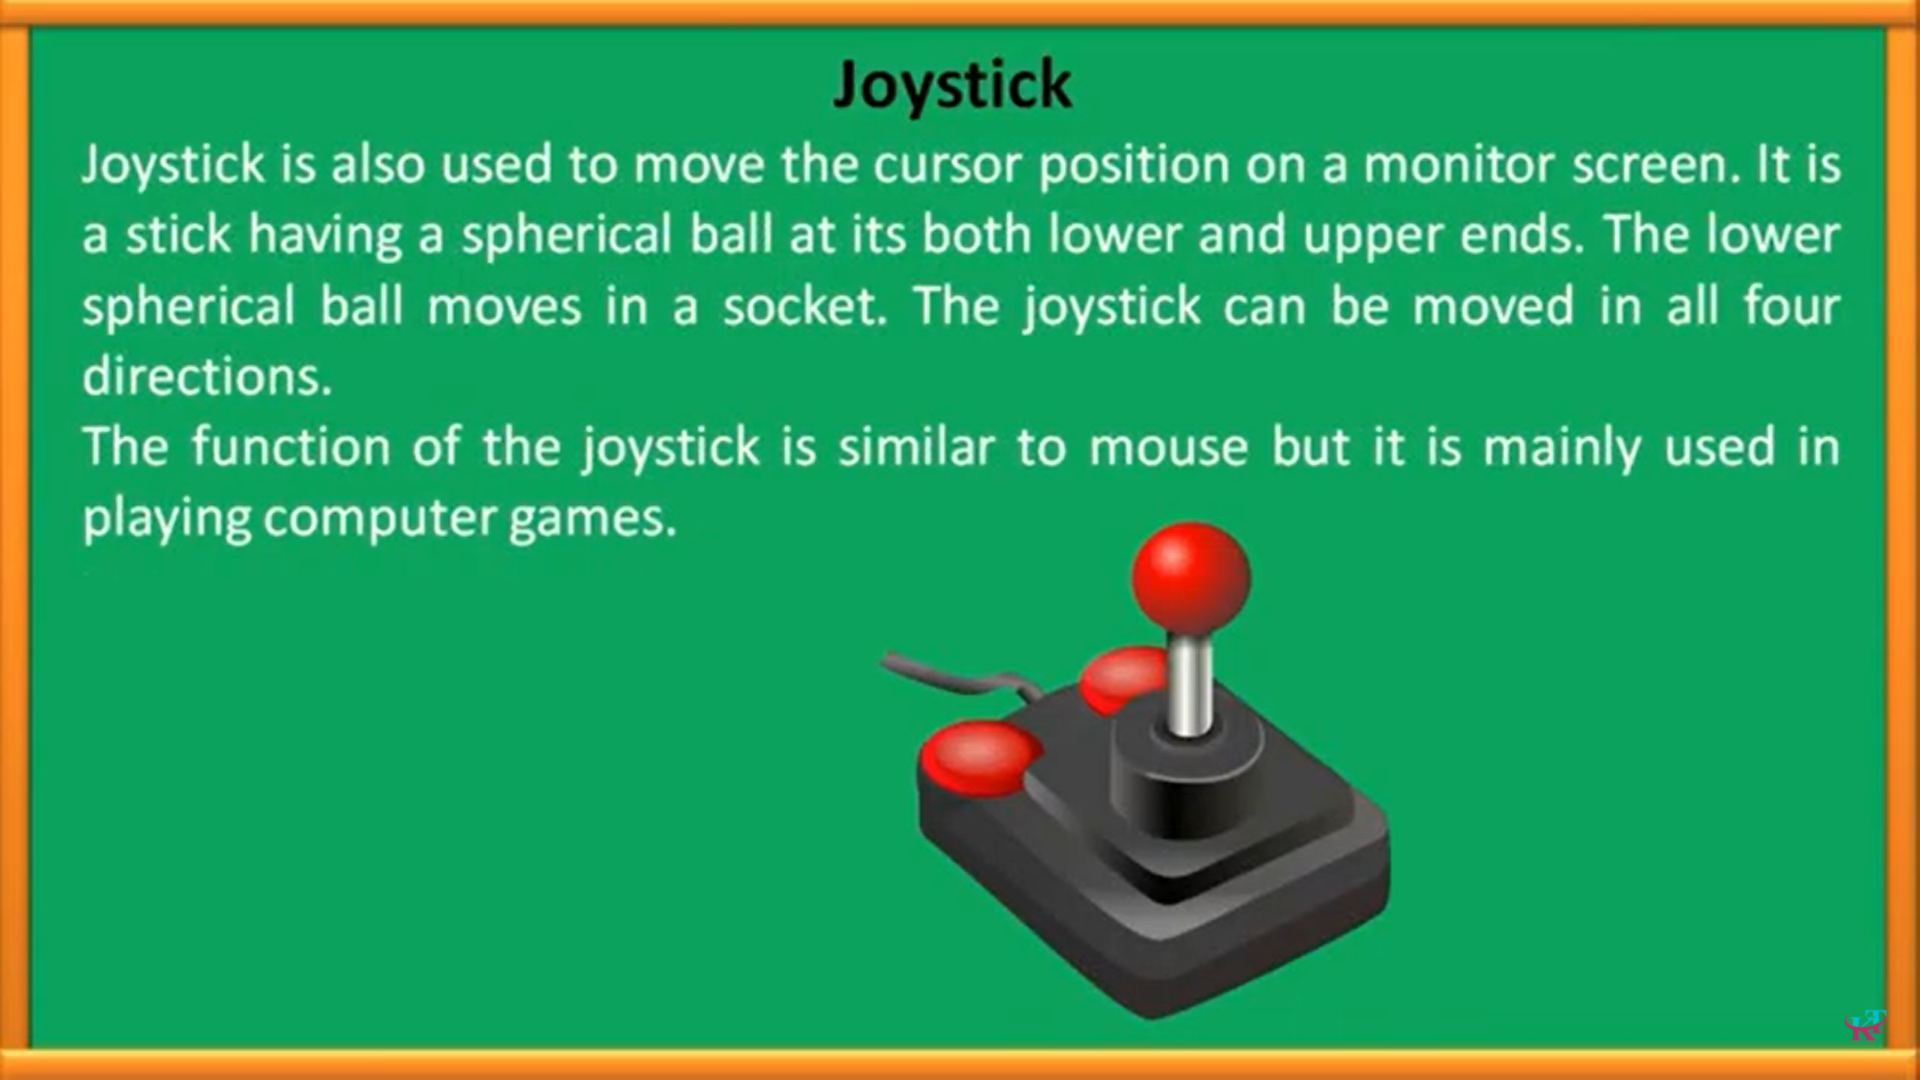 Joystick
Joystick is also used to move the cursor position on a monitor screen. It is
a stick having a spherical ball at its both lower and upper ends. The lower
spherical ball moves in a socket. The joystick can be moved in all four
directions.
The function of the joystick is similar to mouse but it is mainly used in
playing computer games.